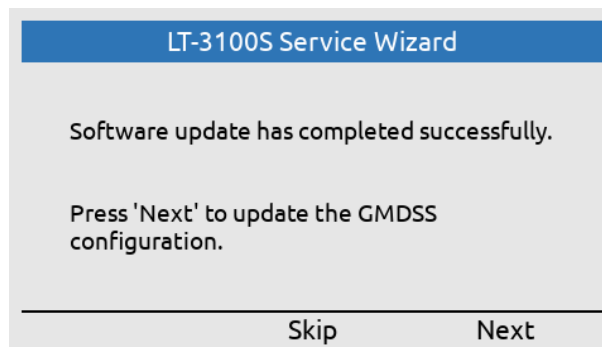 LT-3100S Service Wizard
Software update has completed successfully.
Press 'Next' to update the GMDSS
configuration.
Skip Next